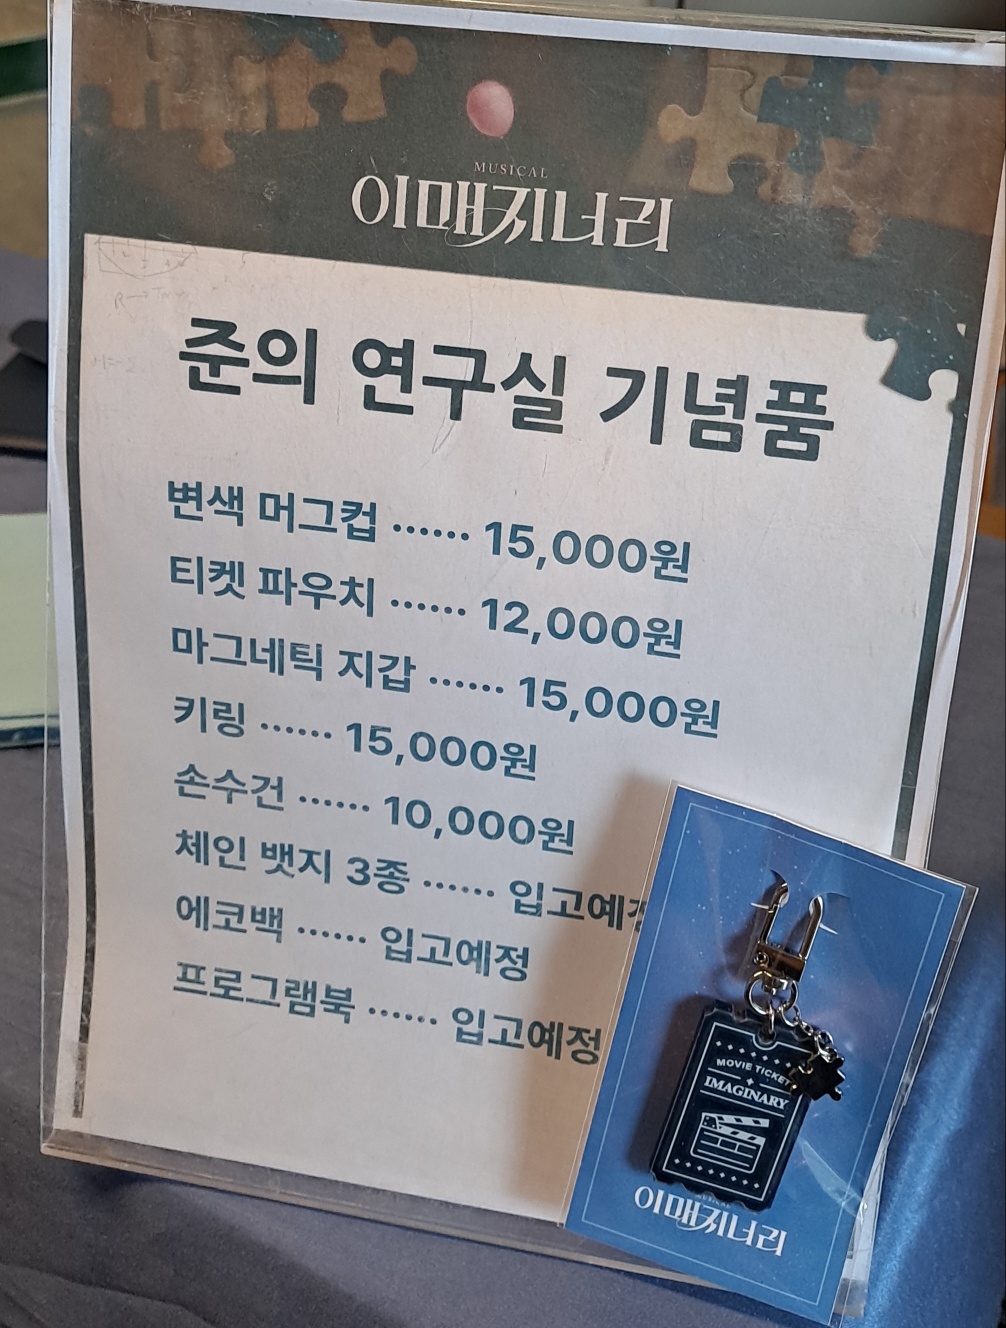 MUSICAL
이매지너리
준의 연구실 기념품
변색 머그컵 ······ 15,000원
티켓 파우치 ······ 12,000원
마그네틱 지갑 ······ 15,000원
키링 ······ 15,000원
손수건 ······ 10,000원
체인 뱃지 3종 ······ 입고예정
에코백 ······ 입고예정
프로그램북 ······ 입고예정
MOVIE TICKET
IMAGINARY
MUSICAL
이매지너리